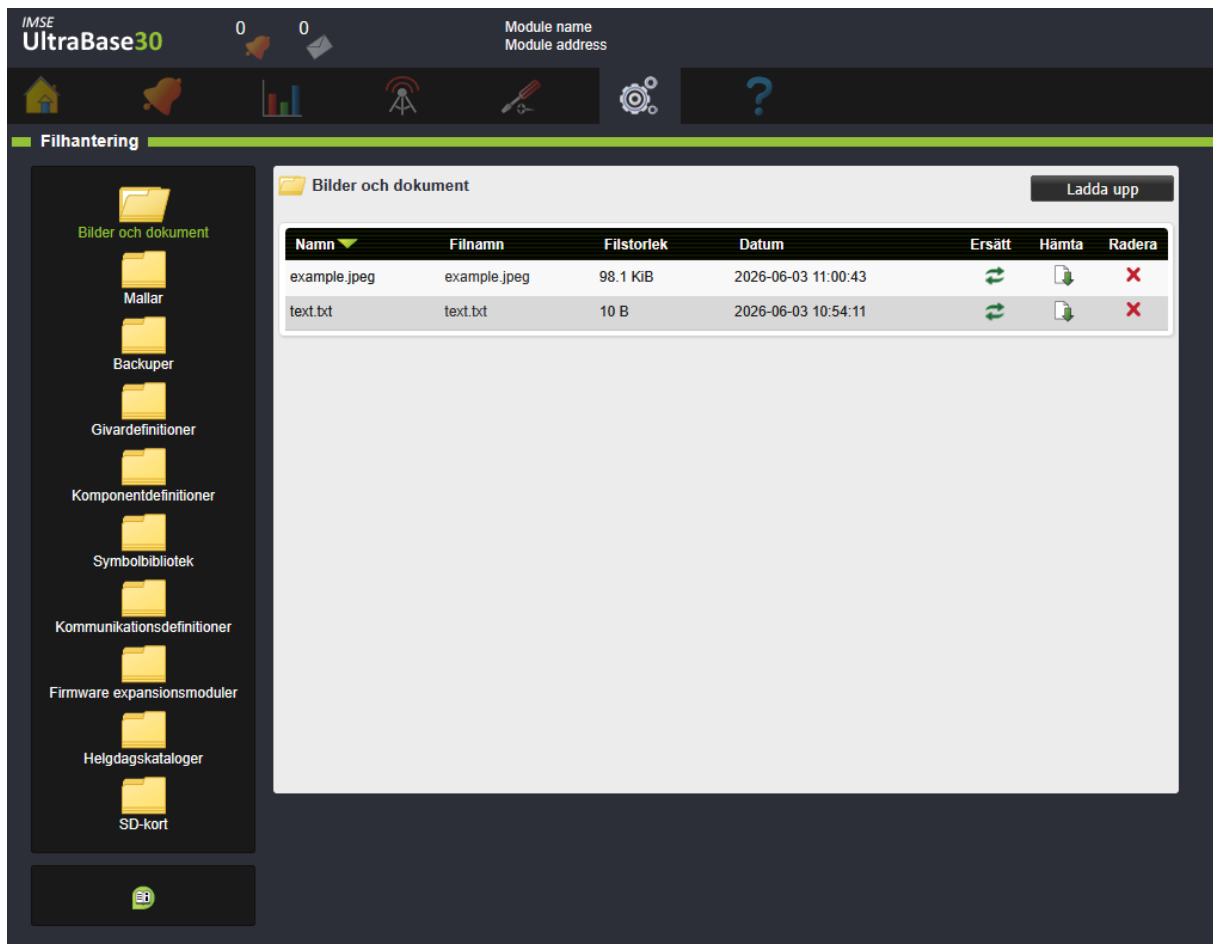 IMSE
UltraBase30
0
0
Module name
Module address
?
Filhantering
Bilder och dokument
Mallar
Backuper
Givardefinitioner
Komponentdefinitioner
Symbolbibliotek
Kommunikationsdefinitioner
Firmware expansionsmoduler
Helgdagskataloger
SD-kort
Bilder och dokument
Ladda upp
Namn Filnamn Filstorlek Datum Ersätt Hämta Radera
example.jpeg example.jpeg 98.1 KiB 2026-06-03 11:00:43
text.txt text.txt 10 B 2026-06-03 10:54:11